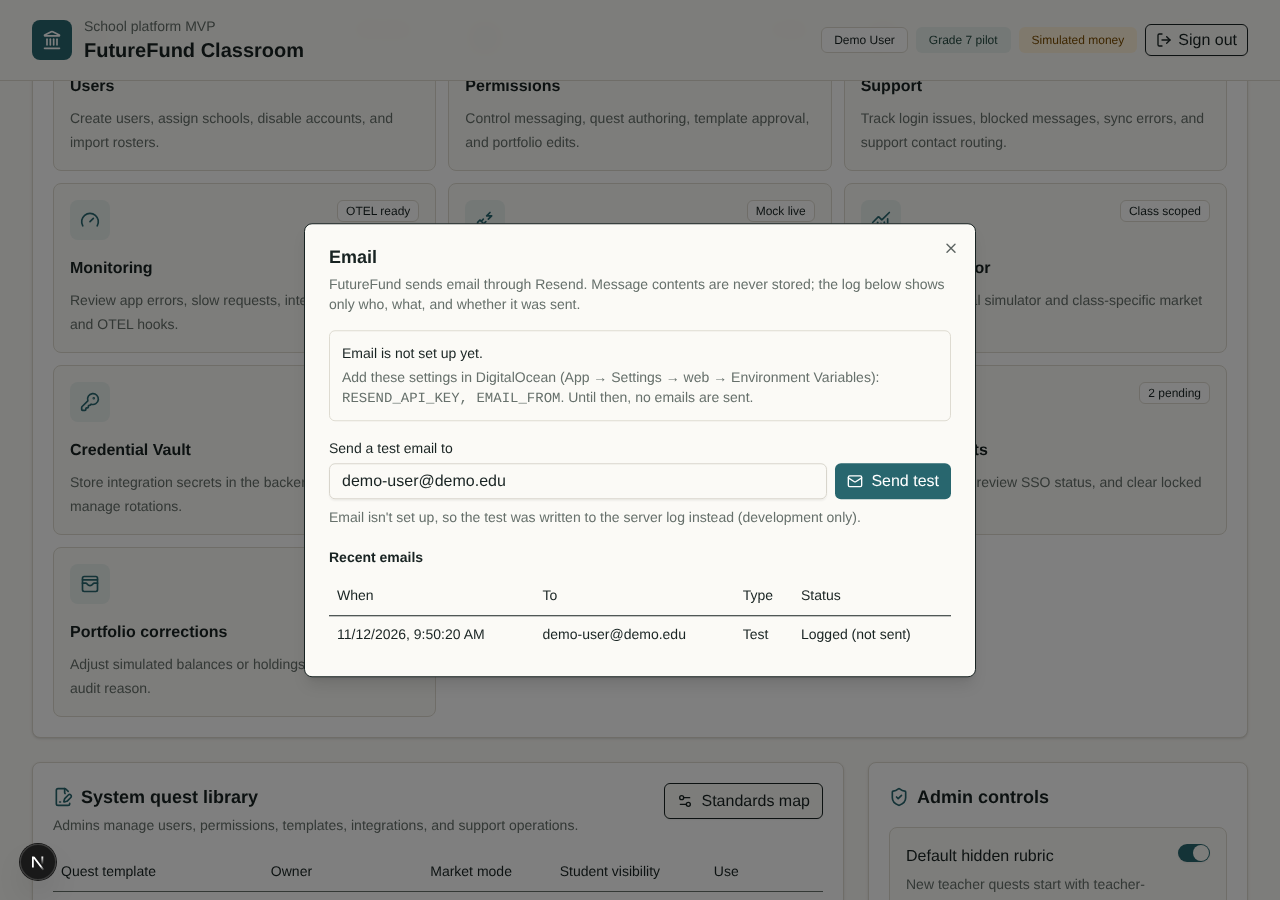 School platform MVP
FutureFund Classroom
Demo User
Grade 7 pilot
Simulated money
Sign out
Users
Create users, assign schools, disable accounts, and
import rosters.
Permissions
Control messaging, quest authoring, template approval,
and portfolio edits.
Support
Track login issues, blocked messages, sync errors, and
support contact routing.
OTEL ready
Monitoring
Review app errors, slow requests,
and OTEL hooks.
Mock live
Class scoped
simulator and class-specific market
Email
FutureFund sends email through Resend. Message contents are never stored; the log below shows
only who, what, and whether it was sent.
Email is not set up yet.
Add these settings in DigitalOcean (App → Settings → web → Environment Variables):
RESEND_API_KEY, EMAIL_FROM. Until then, no emails are sent.
Send a test email to
demo-user@demo.edu
Send test
Email isn't set up, so the test was written to the server log instead (development only).
Recent emails
When To Type Status
11/12/2026, 9:50:20 AM demo-user@demo.edu Test Logged (not sent)
Credential Vault
Store integration secrets in the
manage rotations.
2 pending
review SSO status, and clear locked
Portfolio corrections
Adjust simulated balances or holdings
audit reason.
System quest library
Admins manage users, permissions, templates, integrations, and support operations.
Standards map
Quest template Owner Market mode Student visibility Use
Admin controls
Default hidden rubric
New teacher quests start with teacher-